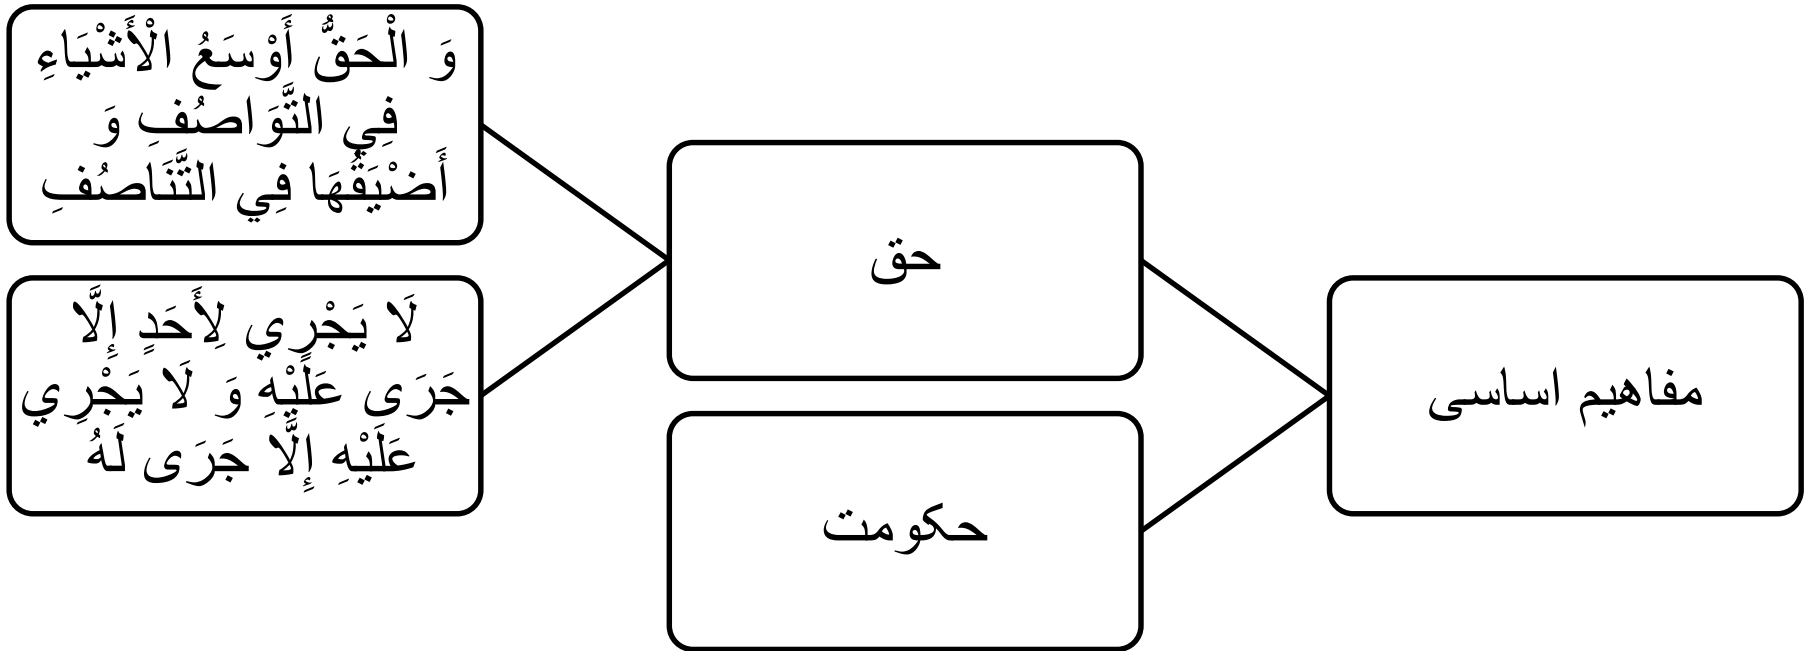 مفاهیم اساسی
حق
وَ الْحَقُّ أَوْسَعُ الْأَشْيَاءِ
فِي التَّوَاصُفِ وَ
أَضْيَقُهَا فِي التَّنَاصُفِ
لَا يَجْرِي لِأَحَدٍ إِلَّا
جَرَى عَلَيْهِ وَ لَا يَجْرِي
عَلَيْهِ إِلَّا جَرَى لَهُ
حکومت